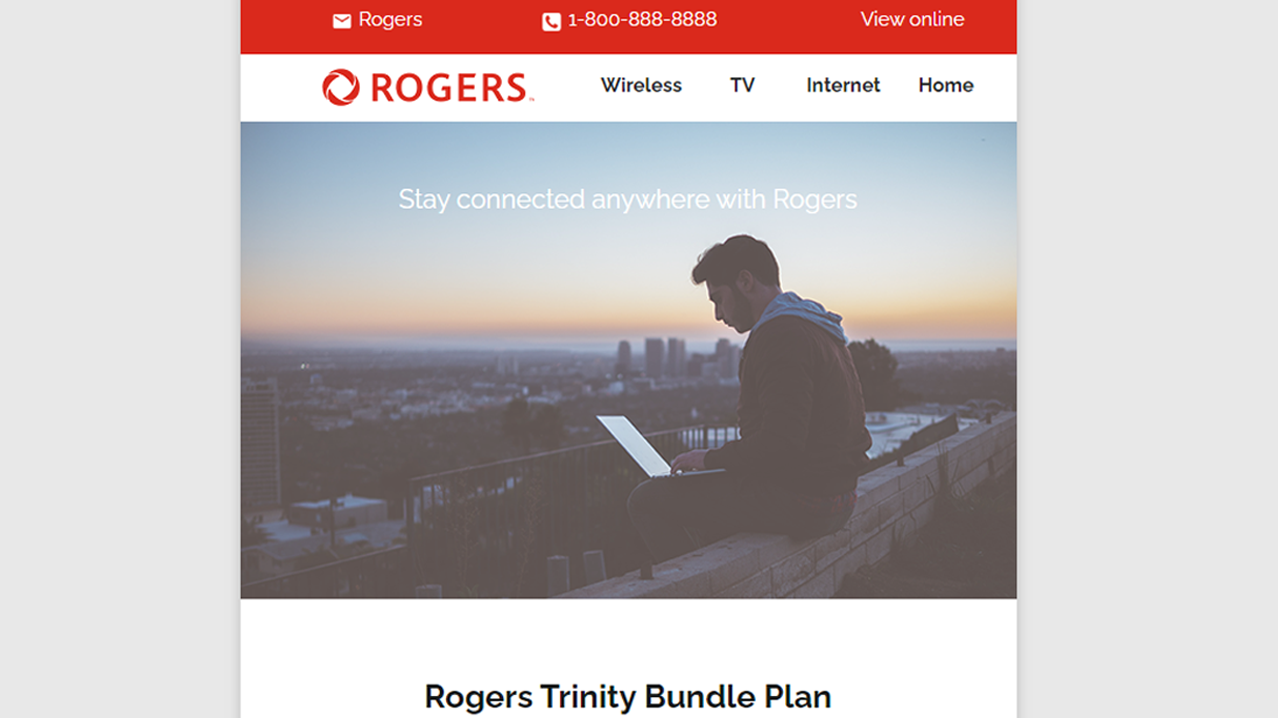 Rogers 1-800-888-8888 View online
ROGERS Wireless TV Internet Home
Stay connected anywhere with Rogers
Rogers Trinity Bundle Plan